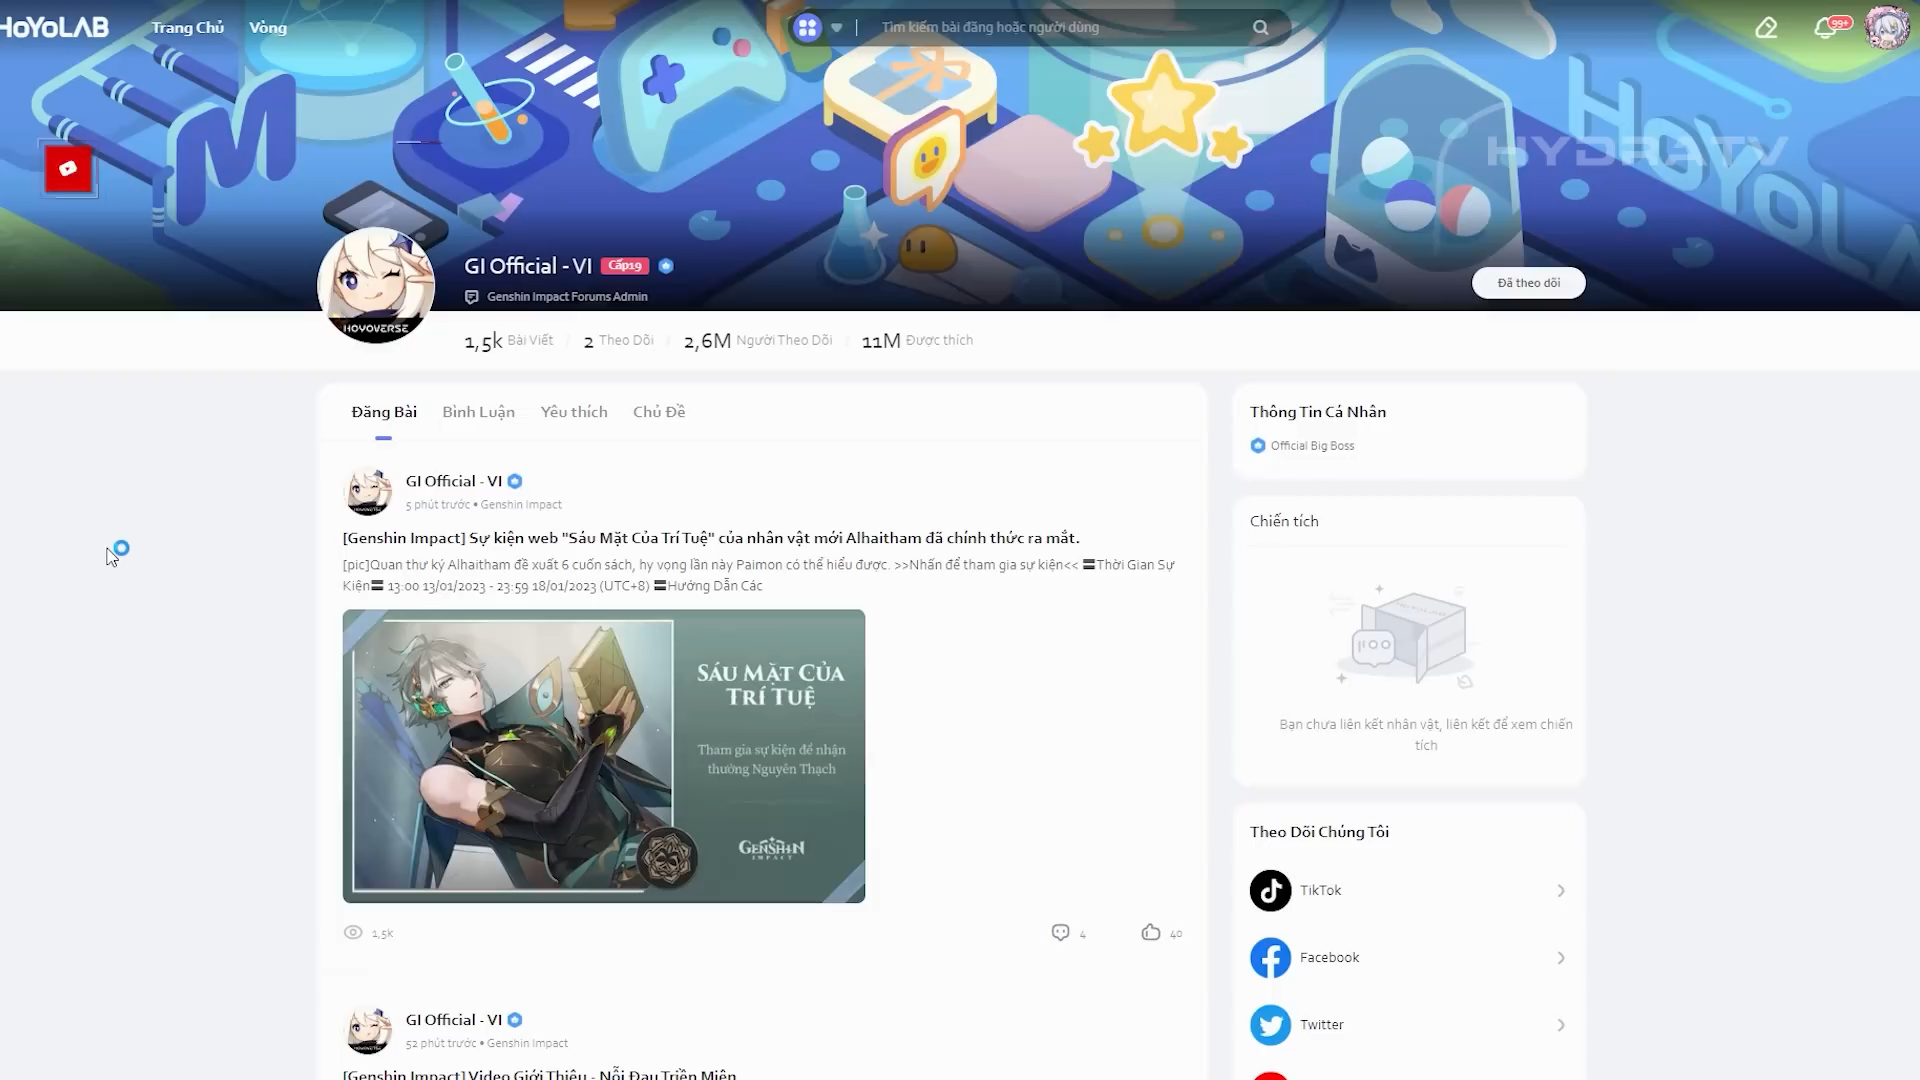 HoYoLAB
Trang Chủ
Vòng
Tìm kiếm bài đăng hoặc người dùng
99+
HYDRATV
HoYoLA
HOYOVERSE
GI Official - VI
Cấp19
Genshin Impact Forums Admin
Đã theo dõi
1,5k Bài Viết / 2 Theo Dõi / 2,6M Người Theo Dõi / 11M Được thích
Đăng Bài
Bình Luận
Yêu thích
Chủ Đề
GI Official - VI
5 phút trước • Genshin Impact
[Genshin Impact] Sự kiện web "Sáu Mặt Của Trí Tuệ" của nhân vật mới Alhaitham đã chính thức ra mắt.
[pic]Quan thư ký Alhaitham đề xuất 6 cuốn sách, hy vọng lần này Paimon có thể hiểu được. >>Nhấn để tham gia sự kiện<< 〓Thời Gian Sự
Kiện〓 13:00 13/01/2023 - 23:59 18/01/2023 (UTC+8) 〓Hướng Dẫn Các
SÁU MẶT CỦA
TRÍ TUỆ
Tham gia sự kiện để nhận
thưởng Nguyên Thạch
GENSHIN
IMPACT
1,5k
4
40
GI Official - VI
52 phút trước • Genshin Impact
[Genshin Impact] Video Giới Thiệu - Nỗi Đau Triền Miên
Thông Tin Cá Nhân
Official Big Boss
Chiến tích
Bạn chưa liên kết nhân vật, liên kết để xem chiến
tích
Theo Dõi Chúng Tôi
TikTok
Facebook
Twitter